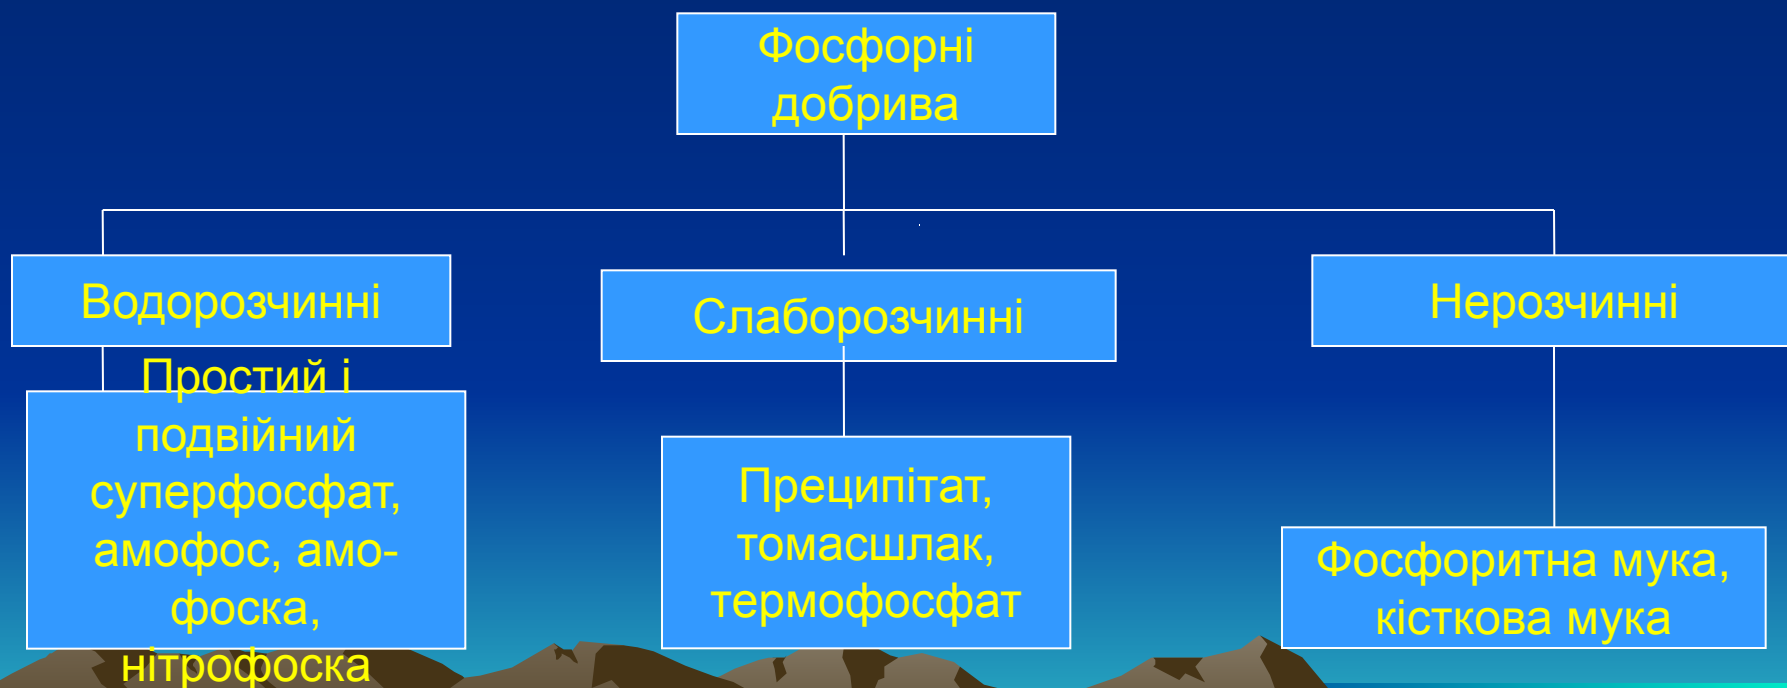 Фосфорні
добрива
Водорозчинні
Слаборозчинні
Нерозчинні
Простий і
подвійний
суперфосфат,
амофос, амо-
фоска,
нітрофоска
Преципітат,
томасшлак,
термофосфат
Фосфоритна мука,
кісткова мука